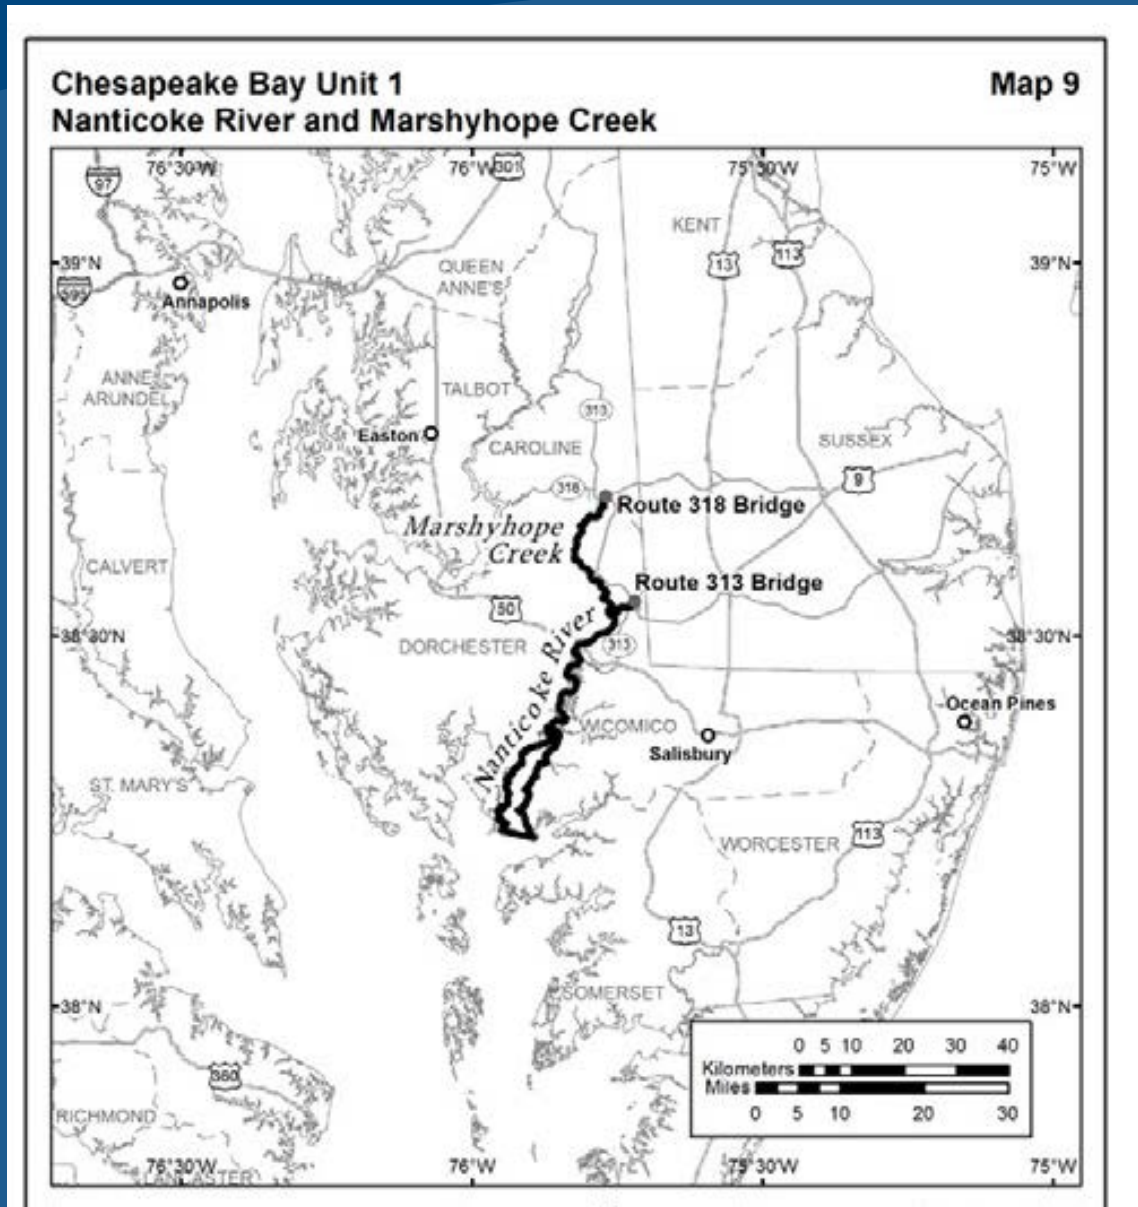 Chesapeake Bay Unit 1
Map 9
Nanticoke River and Marshyhope Creek
76°30'W
76°W
75°30'W
75°W
97
301
KENT
13
113
39°N
39°N
QUEEN
ANNE'S
595
Annapolis
ANNE
ARUNDEL
TALBOT
313
Easton
CAROLINE
SUSSEX
9
318
Route 318 Bridge
Marshyhope
Creek
CALVERT
Route 313 Bridge
50
38°30'N
38°30'N
DORCHESTER
313
Nanticoke River
Ocean Pines
WICOMICO
Salisbury
ST. MARY'S
113
WORCESTER
13
SOMERSET
38°N
38°N
0 5 10 20 30 40
Kilometers
Miles
0 5 10 20 30
360
RICHMOND
76°30'W
76°W
75°30'W
75°W
LANCASTER